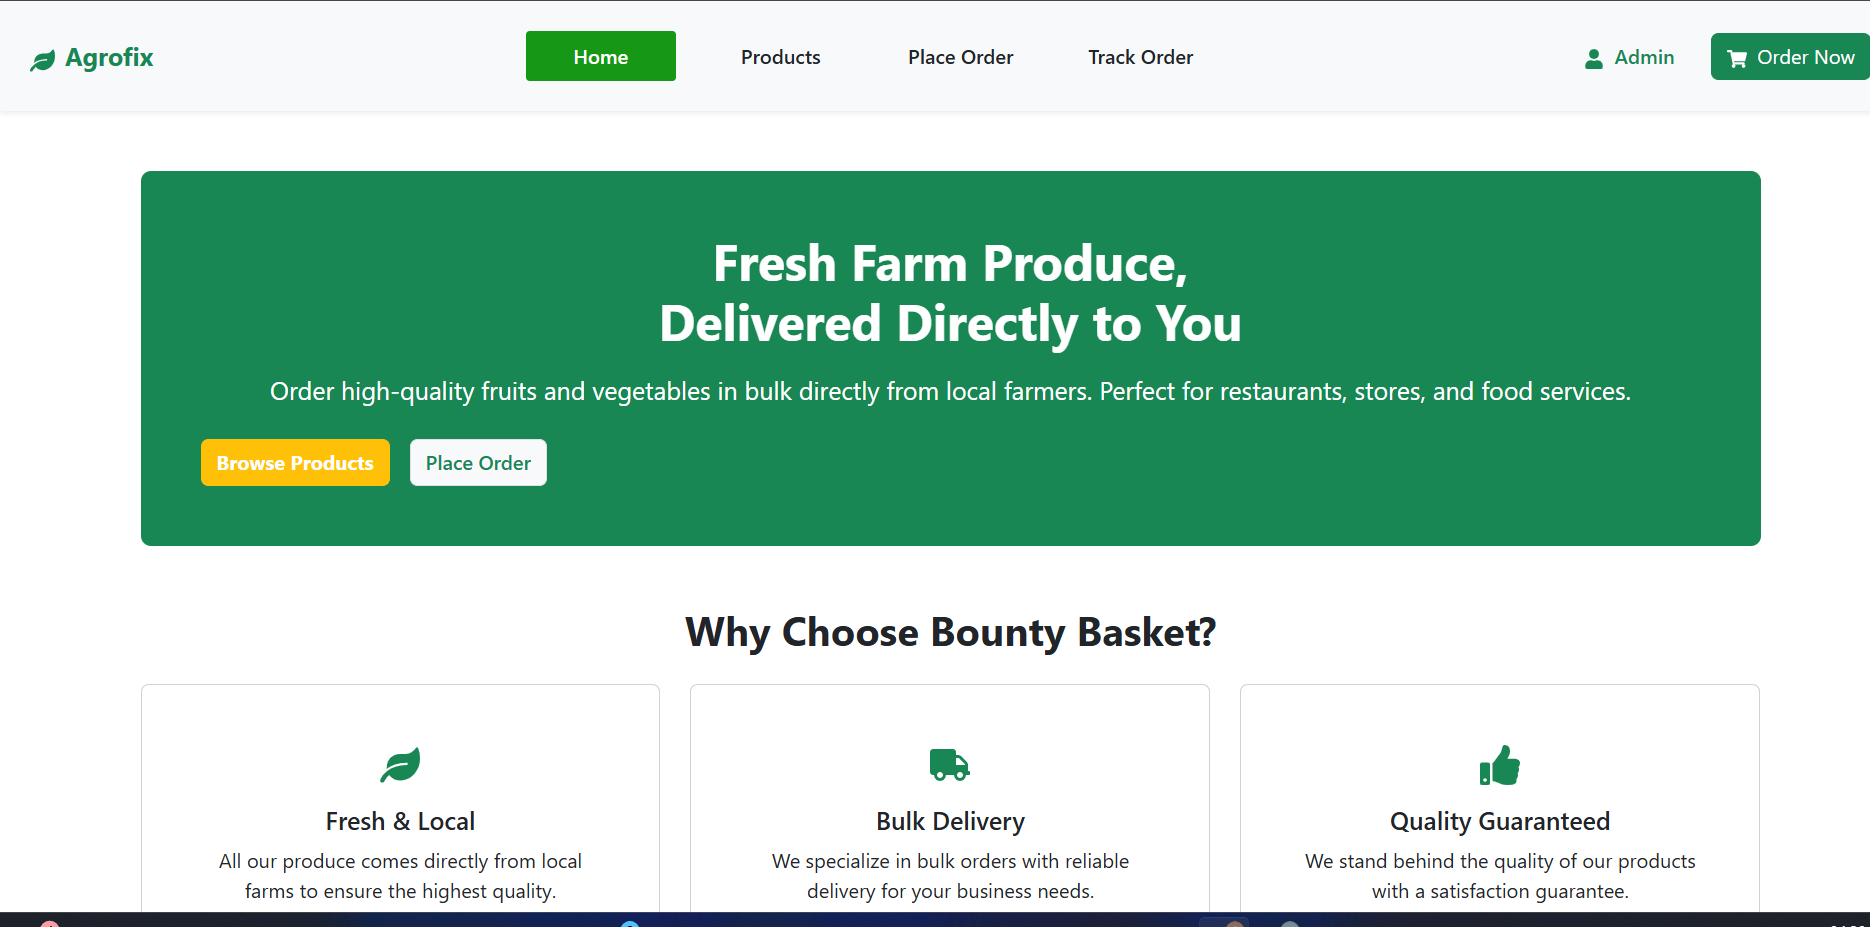 Agrofix
Home
Products
Place Order
Track Order
Admin
Order Now
Fresh Farm Produce,
Delivered Directly to You
Order high-quality fruits and vegetables in bulk directly from local farmers. Perfect for restaurants, stores, and food services.
Browse Products
Place Order
Why Choose Bounty Basket?
Fresh & Local
All our produce comes directly from local
farms to ensure the highest quality.
Bulk Delivery
We specialize in bulk orders with reliable
delivery for your business needs.
Quality Guaranteed
We stand behind the quality of our products
with a satisfaction guarantee.